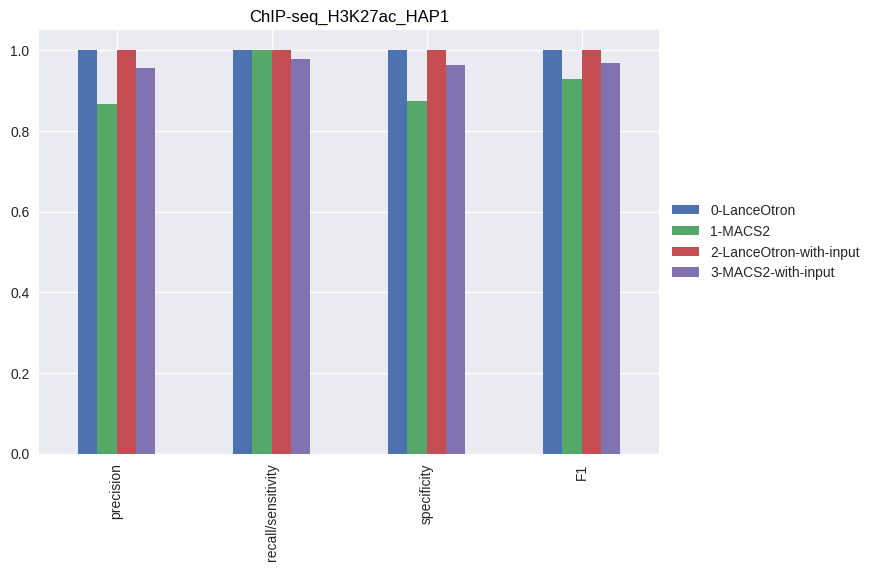 ChIP-seq_H3K27ac_HAP1
1.0
0.8
0.6
0.4
0.2
0.0
precision
recall/sensitivity
specificity
F1
0-LanceOtron
1-MACS2
2-LanceOtron-with-input
3-MACS2-with-input